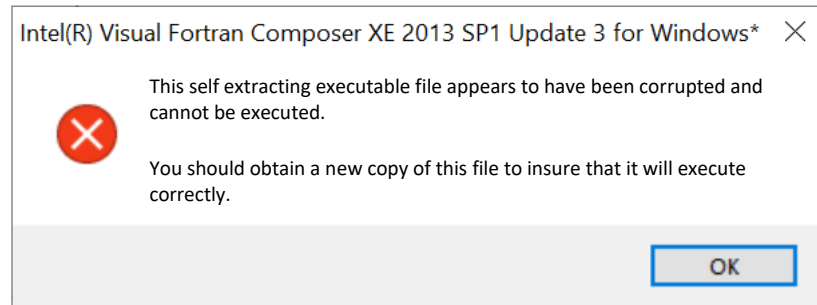 Intel(R) Visual Fortran Composer XE 2013 SP1 Update 3 for Windows*
This self extracting executable file appears to have been corrupted and
cannot be executed.
You should obtain a new copy of this file to insure that it will execute
correctly.
OK